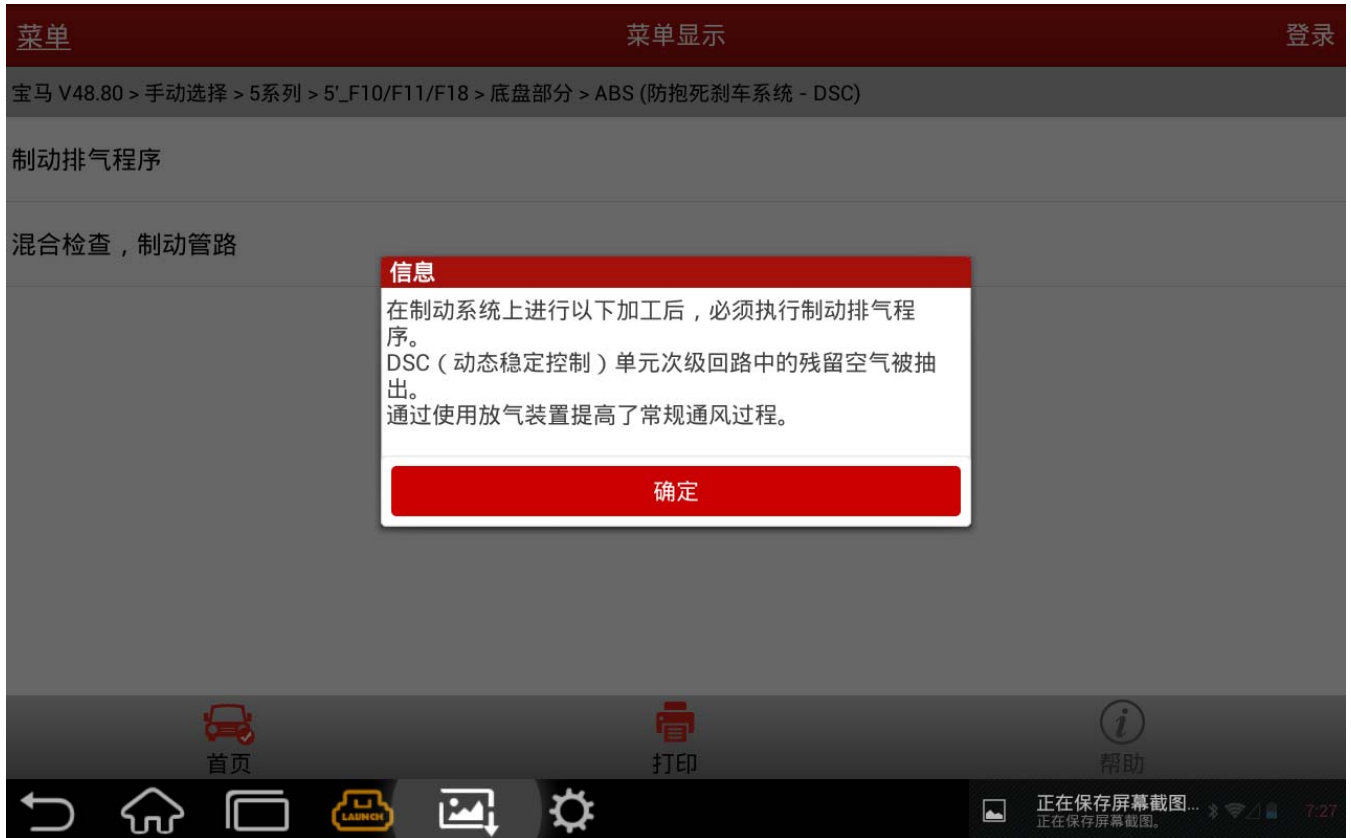 菜单
菜单显示
登录
宝马 V48.80 > 手动选择 > 5系列 > 5'_F10/F11/F18 > 底盘部分 > ABS (防抱死刹车系统 - DSC)
制动排气程序
混合检查，制动管路
信息
在制动系统上进行以下加工后，必须执行制动排气程
序。
DSC（动态稳定控制）单元次级回路中的残留空气被抽
出。
通过使用放气装置提高了常规通风过程。
确定
首页
打印
帮助
LAUNCH
正在保存屏幕截图...
正在保存屏幕截图。
7:27